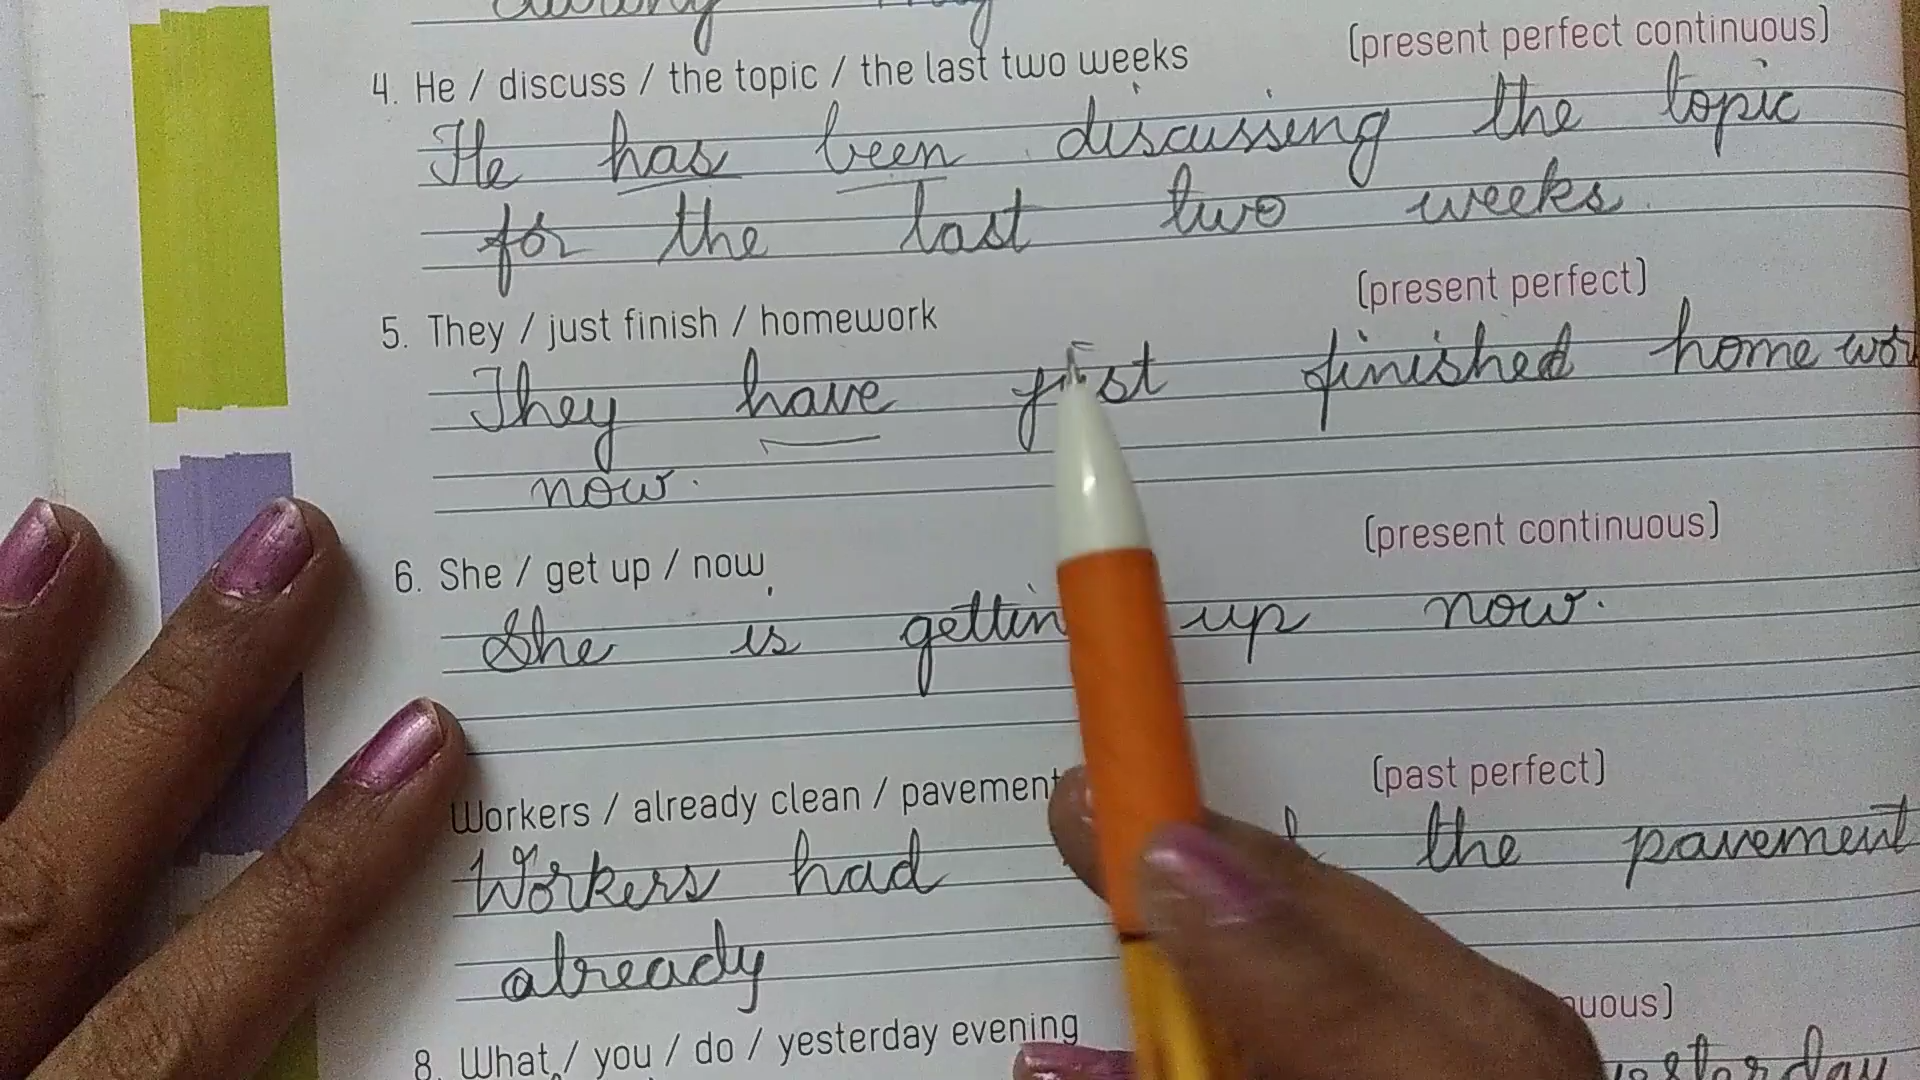 4. He / discuss / the topic / the last two weeks (present perfect continuous)
He has been discussing the topic
for the last two weeks.
5. They / just finish / homework (present perfect)
They have just finished home wor
now.
6. She / get up / now (present continuous)
She is gettin up now.
Workers / already clean / pavement (past perfect)
Workers had the pavement
already
8. What / you / do / yesterday evening uous)
yesterday